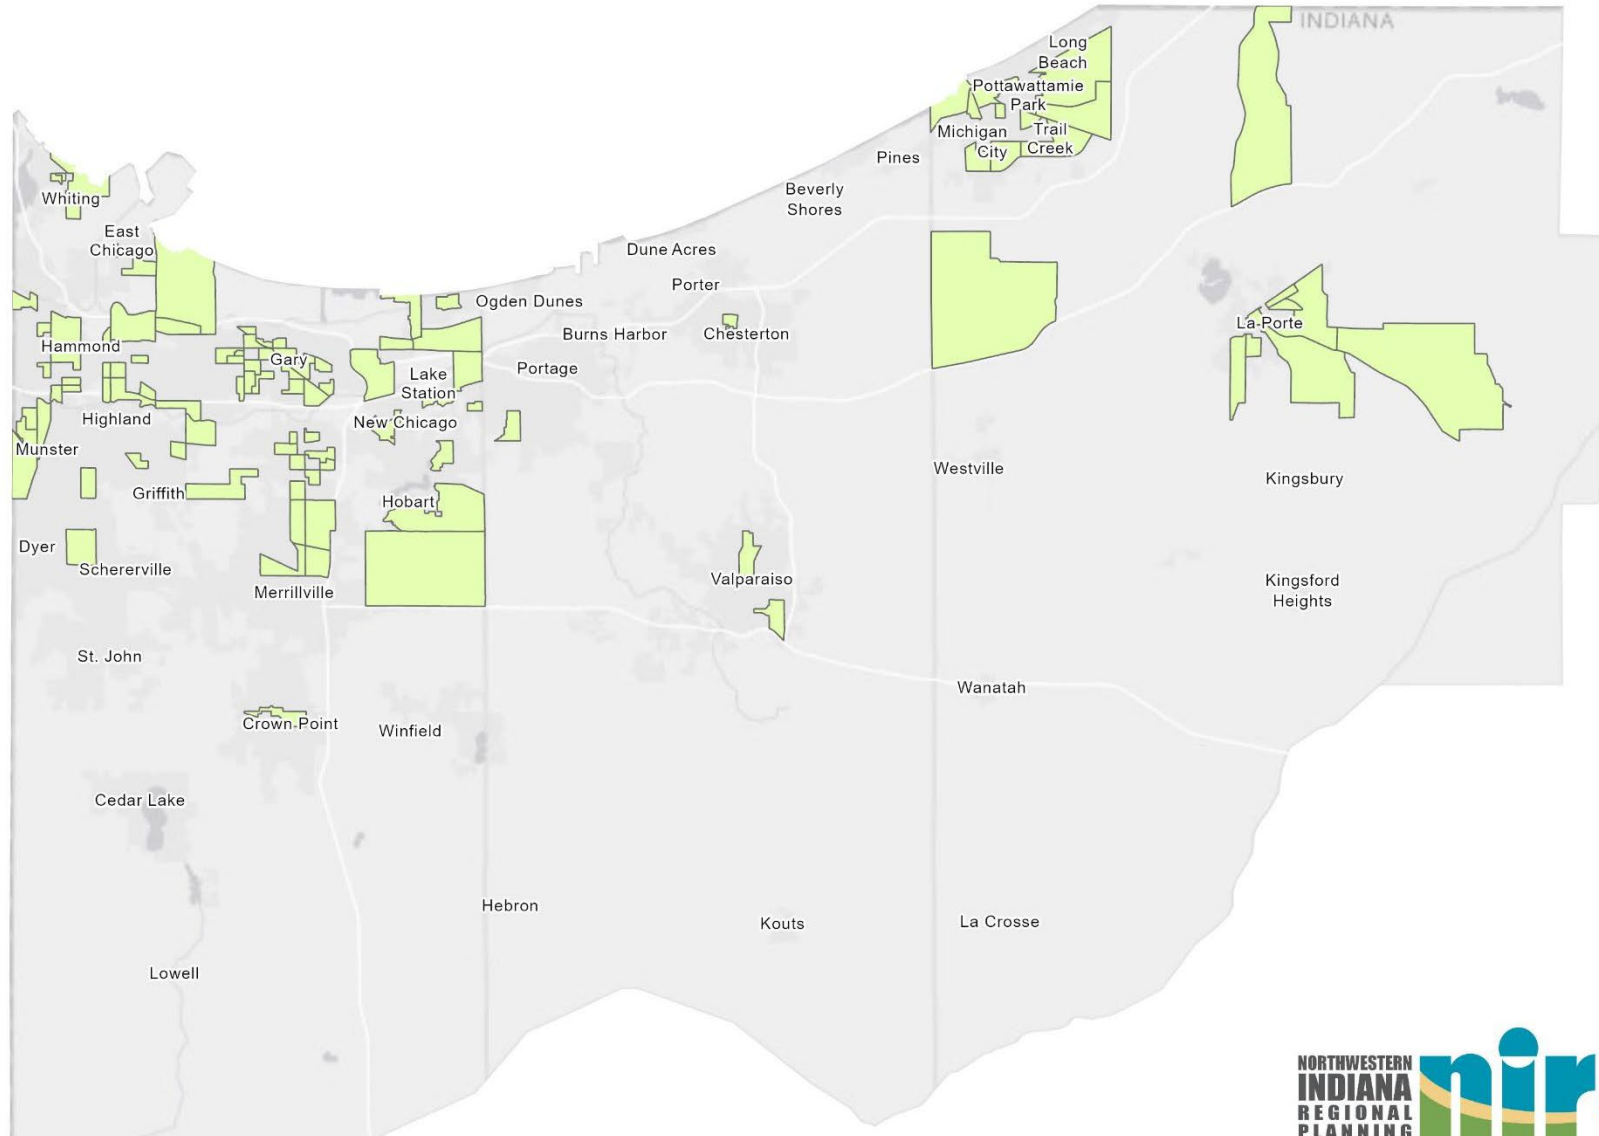 INDIANA
Long
Beach
Pottawattamie
Park
Michigan
City
Trail
Creek
Pines
Whiting
Beverly
Shores
East
Chicago
Dune Acres
Porter
Ogden Dunes
La Porte
Burns Harbor
Chesterton
Hammond
Gary
Portage
Lake
Station
Highland
New Chicago
Munster
Westville
Kingsbury
Griffith
Hobart
Dyer
Schererville
Valparaiso
Kingsford
Heights
Merrillville
St. John
Wanatah
Crown Point
Winfield
Cedar Lake
Hebron
Kouts
La Crosse
Lowell
NORTHWESTERN
INDIANA
REGIONAL
PLANNING
nir